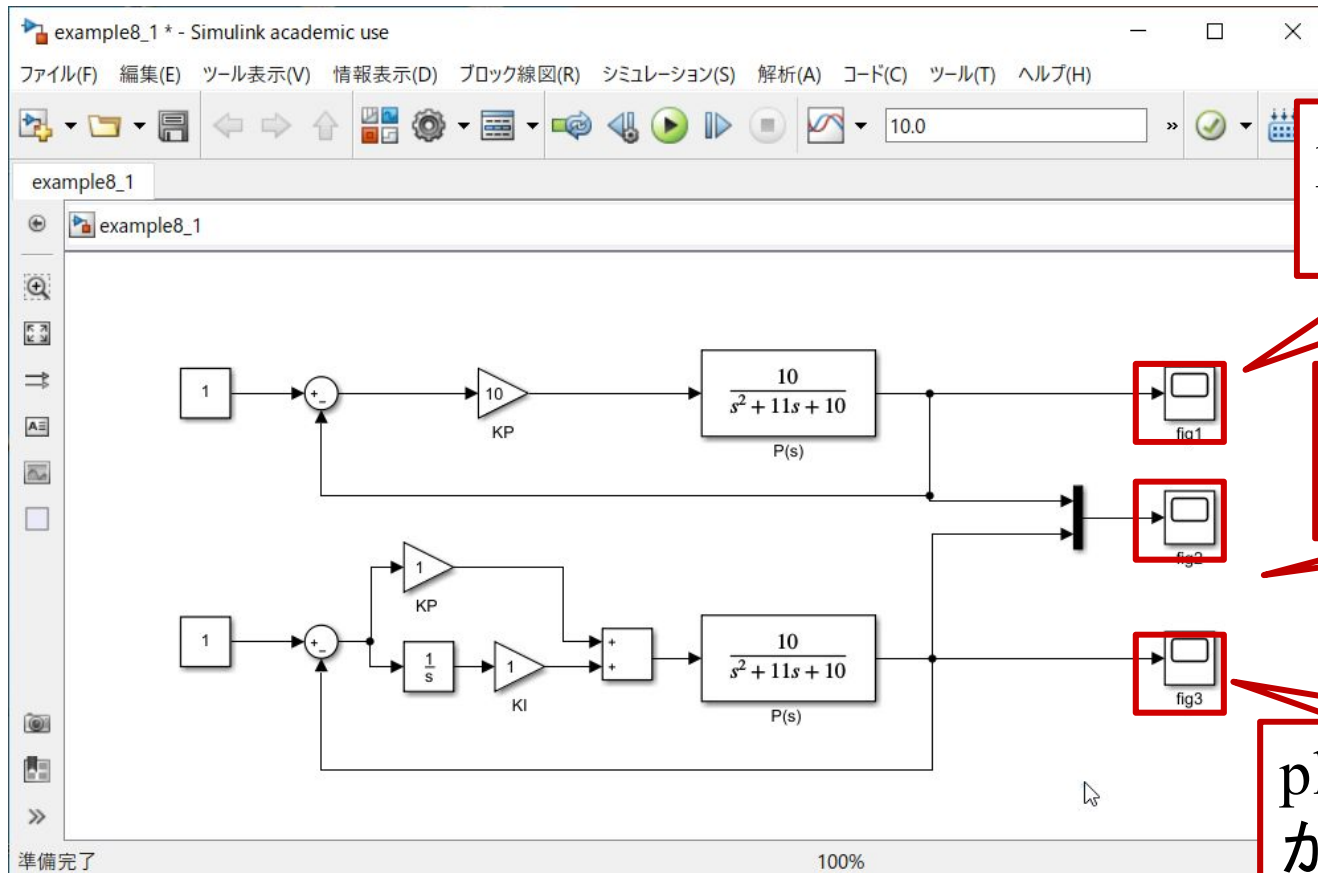 example8_1 * - Simulink academic use
ファイル(F) 編集(E) ツール表示(V) 情報表示(D) ブロック線図(R) シミュレーション(S) 解析(A) コード(C) ツール(T) ヘルプ(H)
10.0
»
example8_1
example8_1
1
+
-
10
KP
10
s² + 11s + 10
P(s)
fig1
fig2
1
+
-
1
KP
1
s
1
KI
+
+
10
s² + 11s + 10
P(s)
fig3
か
準備完了
100%